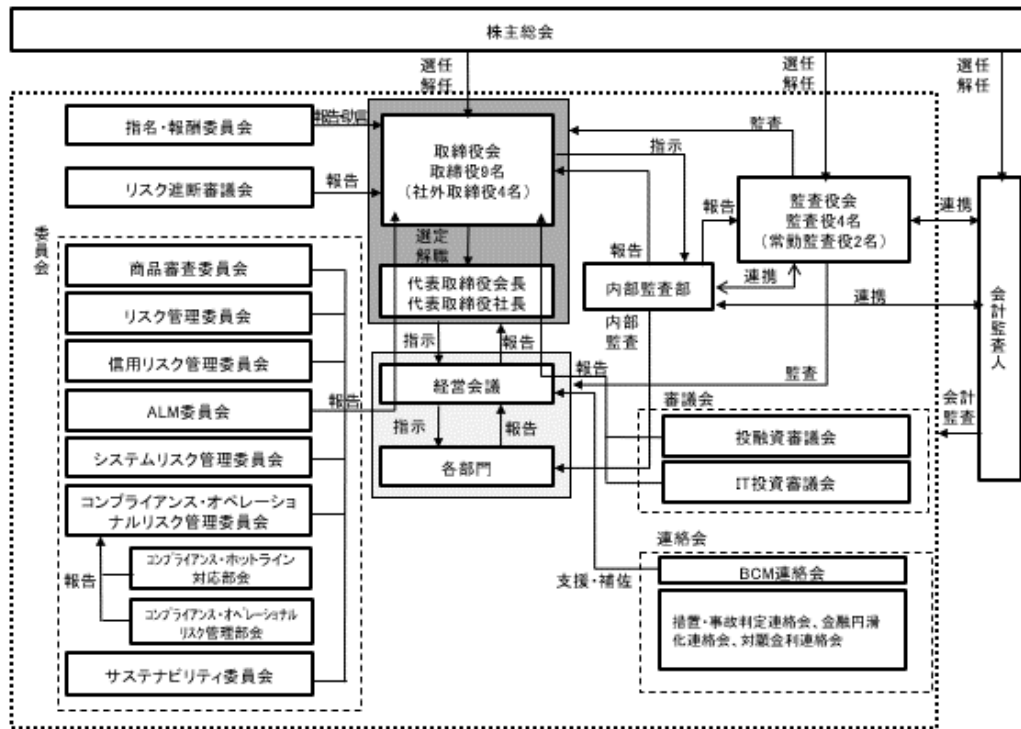 株主総会
選任
解任
選任
解任
選任
解任
指名・報酬委員会
報告・助言
取締役会
取締役9名
(社外取締役4名)
監査
指示
リスク遮断審議会
報告
監査役会
監査役4名
(常勤監査役2名)
報告
連携
委員会
選定
解職
報告
商品審査委員会
代表取締役会長
代表取締役社長
内部監査部
連携
連携
会計監査人
リスク管理委員会
指示
報告
内部
監査
信用リスク管理委員会
経営会議
報告
監査
審議会
会計
監査
ALM委員会
報告
指示
報告
投融資審議会
システムリスク管理委員会
各部門
IT投資審議会
コンプライアンス・オペレーショ
ナルリスク管理委員会
連絡会
報告
コンプライアンス・ホットライン
対応部会
支援・補佐
BCM連絡会
コンプライアンス・オペレーショナル
リスク管理部会
措置・事故判定連絡会、金融円滑
化連絡会、対顧金利連絡会
サステナビリティ委員会